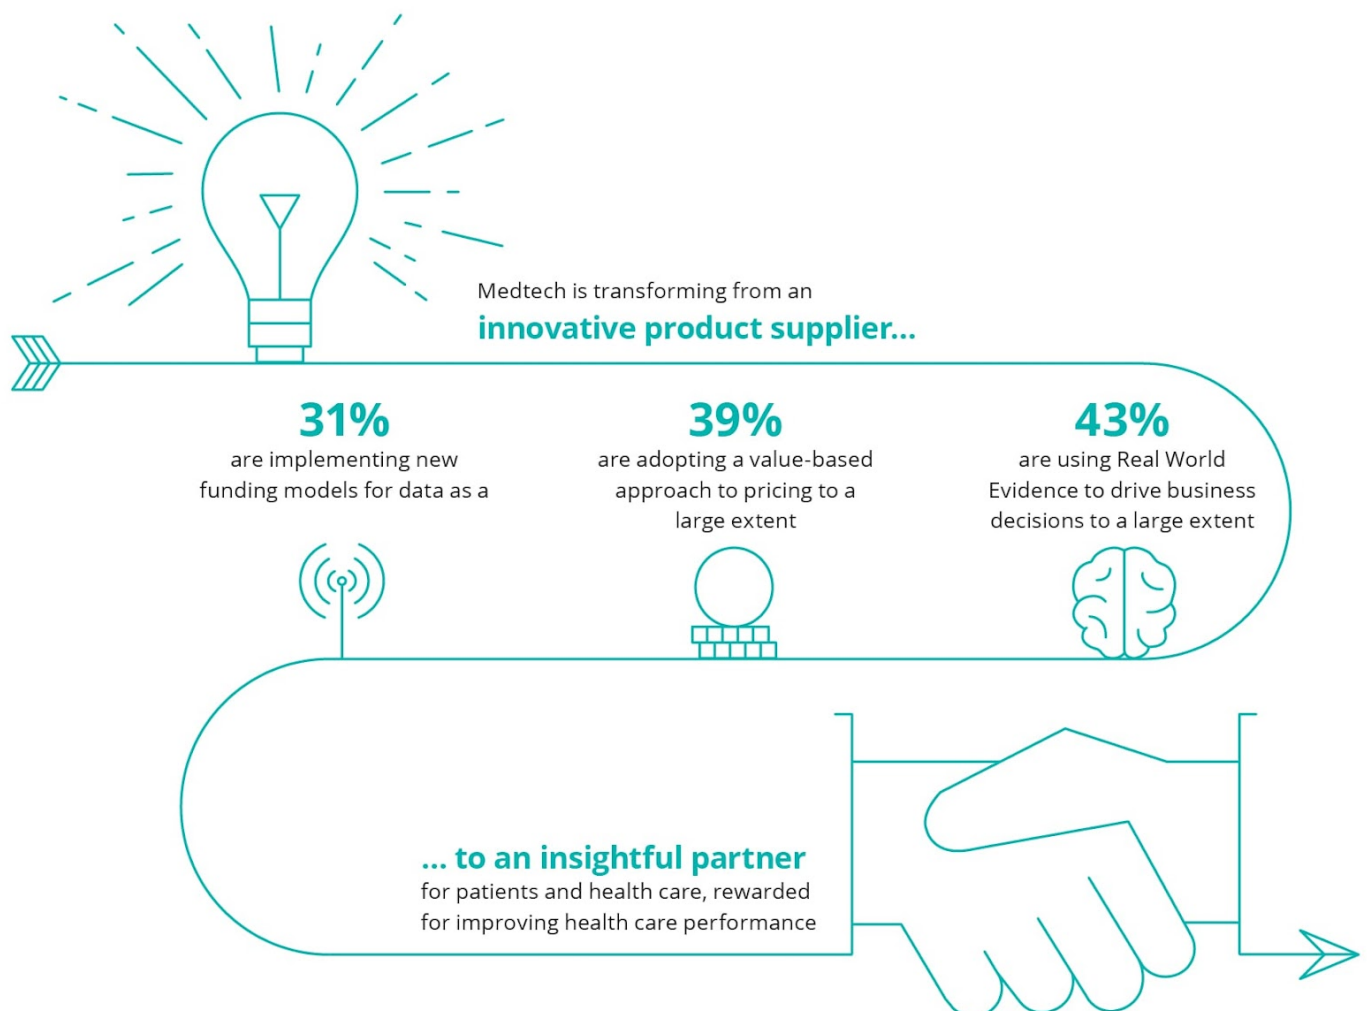 Medtech is transforming from an
innovative product supplier...
31%
are implementing new
funding models for data as a
39%
are adopting a value-based
approach to pricing to a
large extent
43%
are using Real World
Evidence to drive business
decisions to a large extent
... to an insightful partner
for patients and health care, rewarded
for improving health care performance